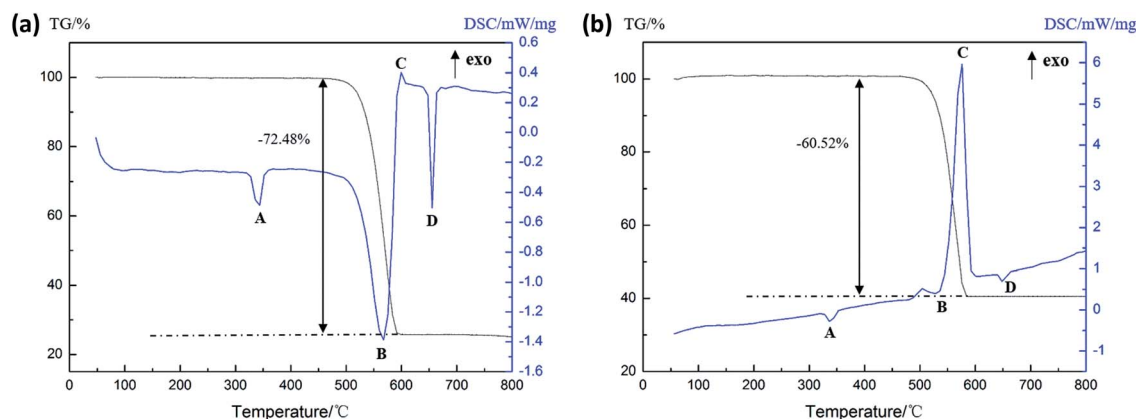 (a) TG/% DSC/mW/mg
0.6
0.4
0.2
0.0
-0.2
-0.4
-0.6
-0.8
-1.0
-1.2
-1.4
-1.6
100
80
60
40
20
exo
-72.48%
A
B
C
D
0 100 200 300 400 500 600 700 800
Temperature/℃
(b) TG/% DSC/mW/mg
6
5
4
3
2
1
0
-1
100
80
60
40
20
exo
-60.52%
A
B
C
D
0 100 200 300 400 500 600 700 800
Temperature/℃